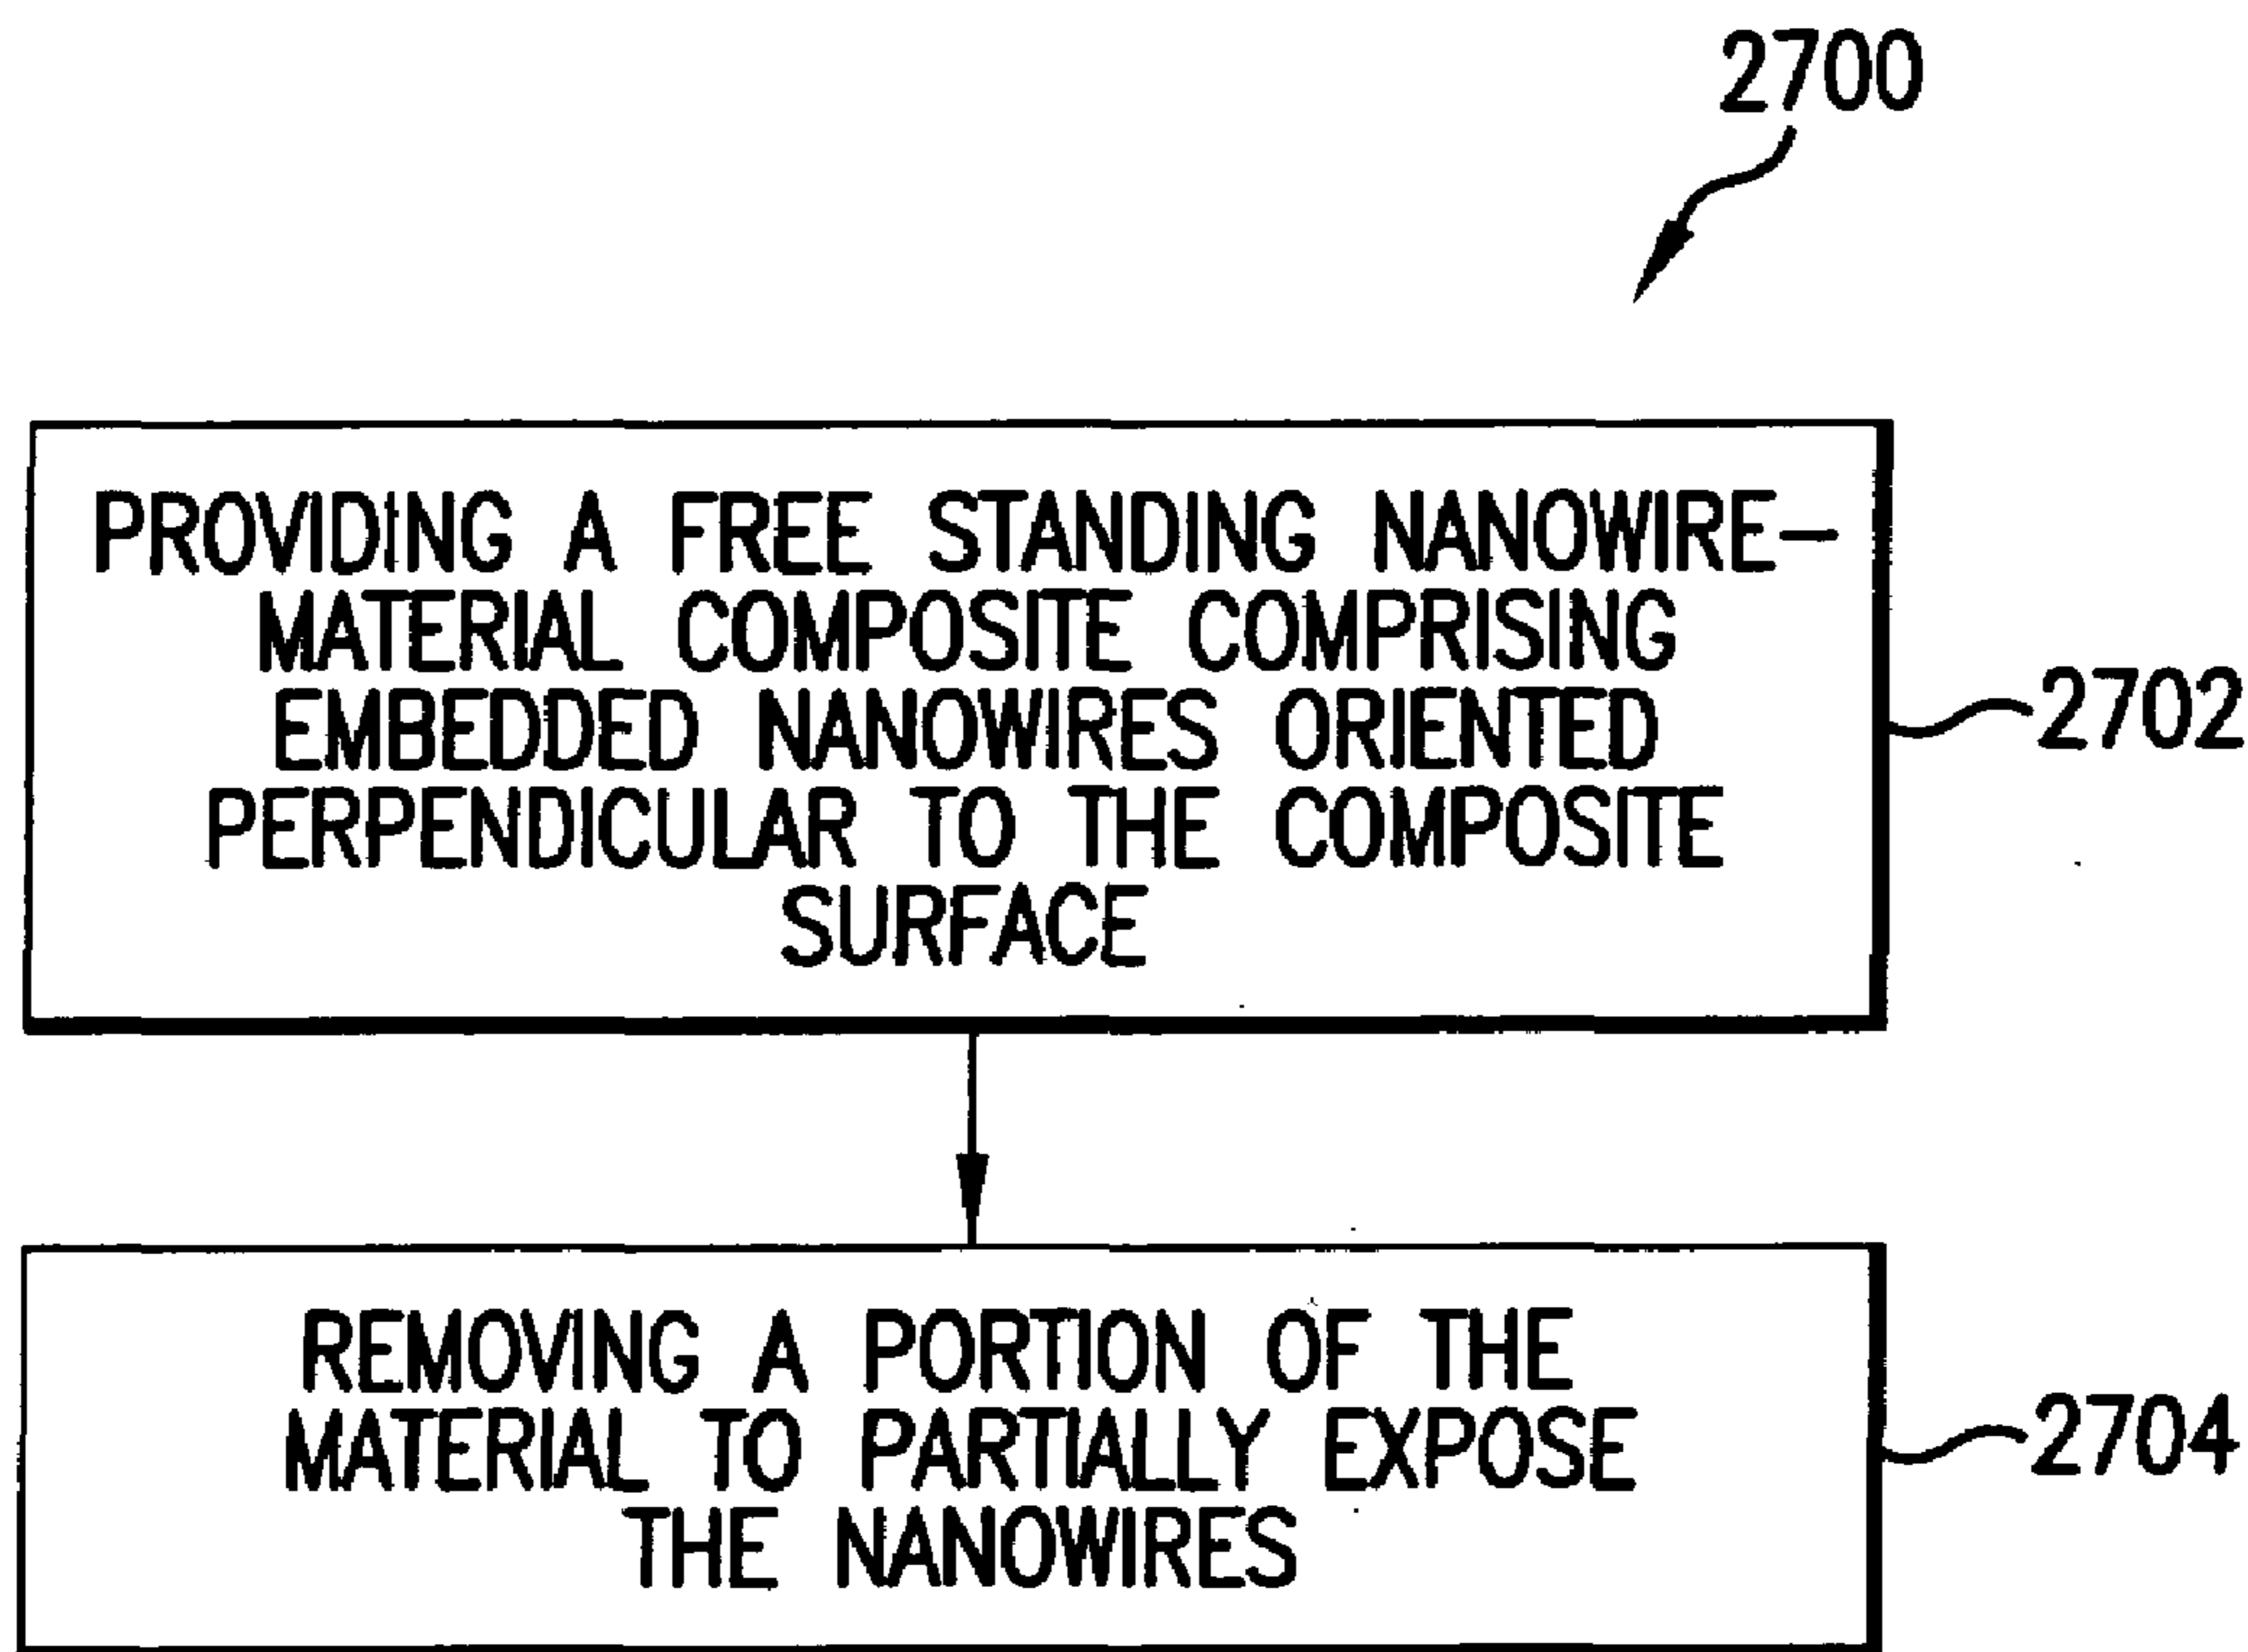 2700
PROVIDING A FREE STANDING NANOWIRE-
MATERIAL COMPOSITE COMPRISING
EMBEDDED NANOWIRES ORIENTED
PERPENDICULAR TO THE COMPOSITE
SURFACE
2702
REMOVING A PORTION OF THE
MATERIAL TO PARTIALLY EXPOSE
THE NANOWIRES
2704